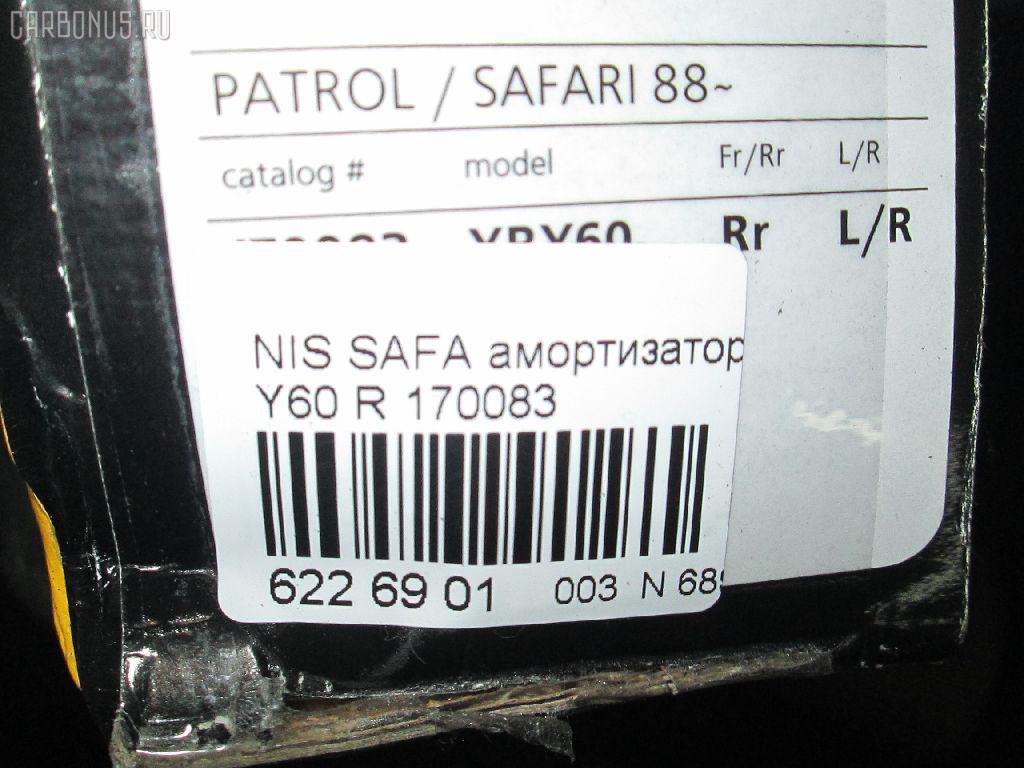 CARBONUS.RU
PATROL / SAFARI 88~
catalog # model Fr/Rr L/R
Rr L/R
NIS SAFA амортизатор
Y60 R 170083
622 69 01 003 N 68